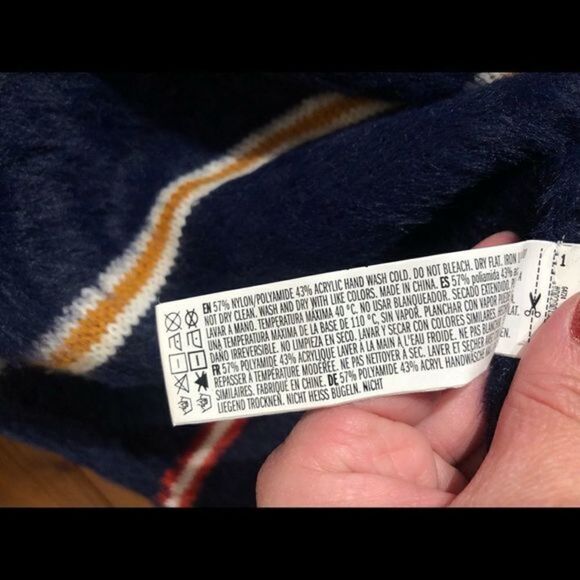 EN 57% NYLON/POLYAMIDE 43% ACRYLIC HAND WASH COLD. DO NOT BLEACH. DRY FLAT. IRON
NOT DRY CLEAN. WASH AND DRY WITH LIKE COLORS. MADE IN CHINA. ES 57% poliamida 43%
LAVAR A MANO. TEMPERATURA MÁXIMA 40 °C. NO USAR BLANQUEADOR. SECADO EXTENDIDO
UNA TEMPERATURA MÁXIMA DE LA BASE DE 110 °C, SIN VAPOR. PLANCHAR CON VAPOR PUEDE
DAÑO IRREVERSIBLE. NO LIMPIEZA EN SECO. LAVAR Y SECAR CON COLORES SIMILARES.
FR 57% POLYAMIDE 43% ACRYLIQUE LAVER À LA MAIN À L'EAU FROIDE. NE PAS BLANCHIR.
REPASSER À TEMPÉRATURE MODÉRÉE. NE PAS NETTOYER À SEC. LAVER ET SÉCHER AVEC
SIMILAIRES. FABRIQUÉ EN CHINE. DE 57% POLYAMIDE 43% ACRYL HANDWÄSCHE
LIEGEND TROCKNEN. NICHT HEISS BÜGELN. NICHT
1